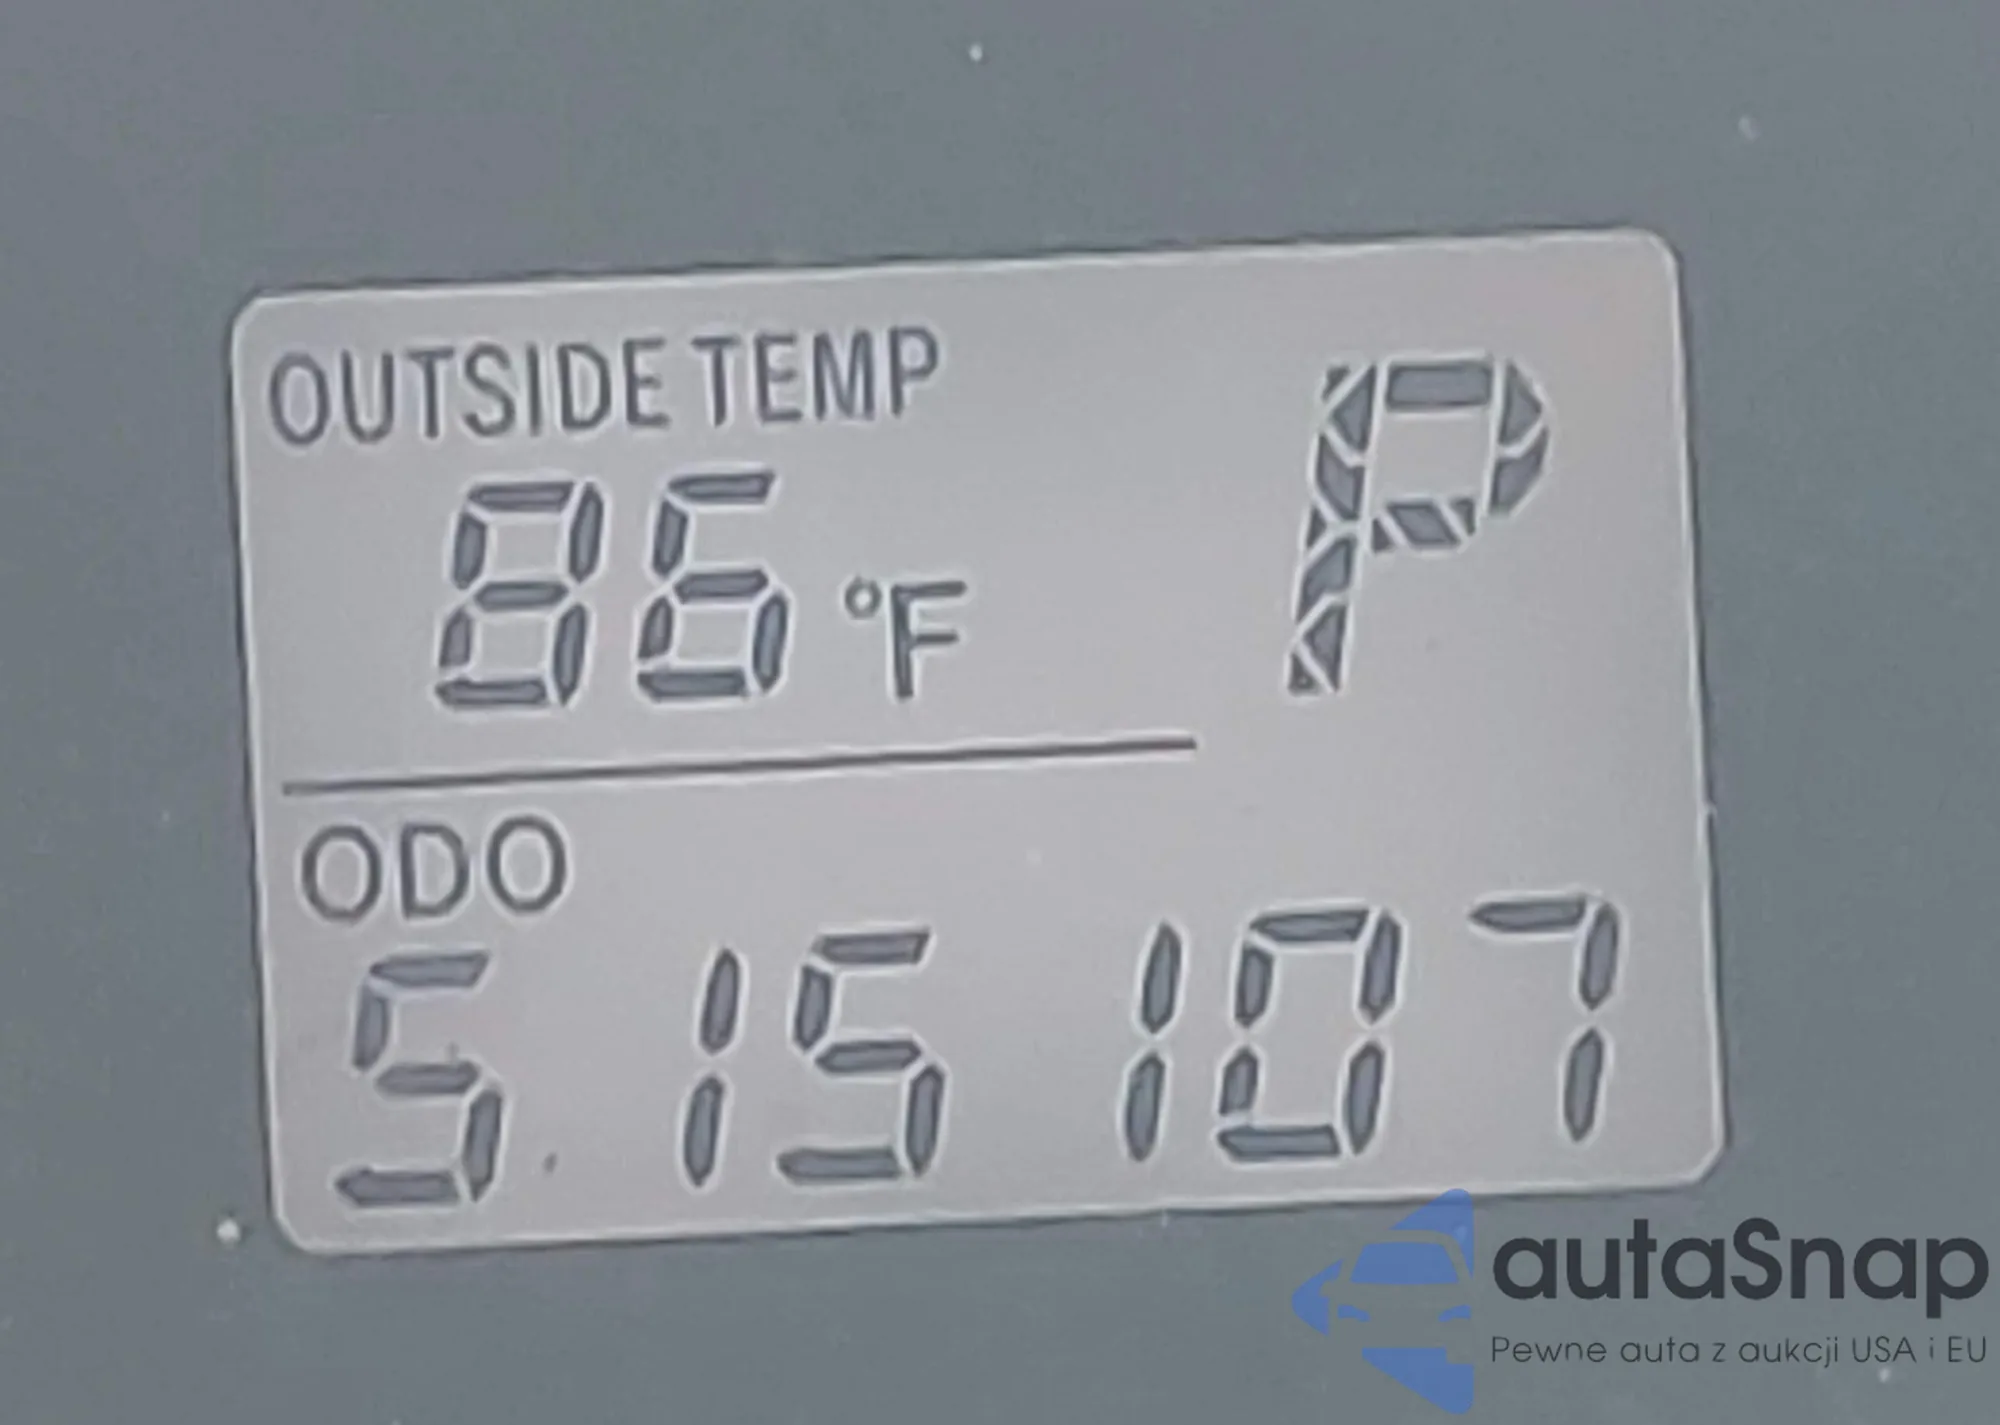 OUTSIDE TEMP
86 °F P
ODO
515107
autaSnap
Pewne auta z aukcji USA i EU